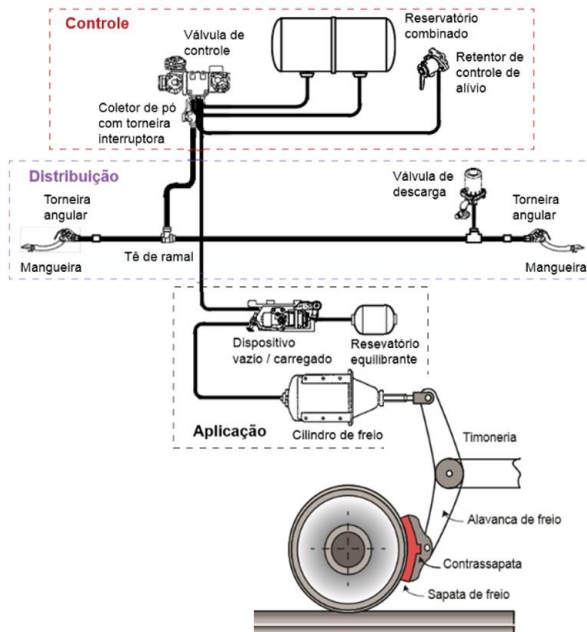 Controle
Válvula de
controle
Reservatório
combinado
Retentor de
controle de
alívio
Coletor de pó
com torneira
interruptora
Distribuição
Torneira
angular
Mangueira
Tê de ramal
Válvula de
descarga
Torneira
angular
Mangueira
Dispositivo
vazio / carregado
Resevatório
equilibrante
Aplicação
Cilindro de freio
Timoneria
Alavanca de freio
Contrassapata
Sapata de freio